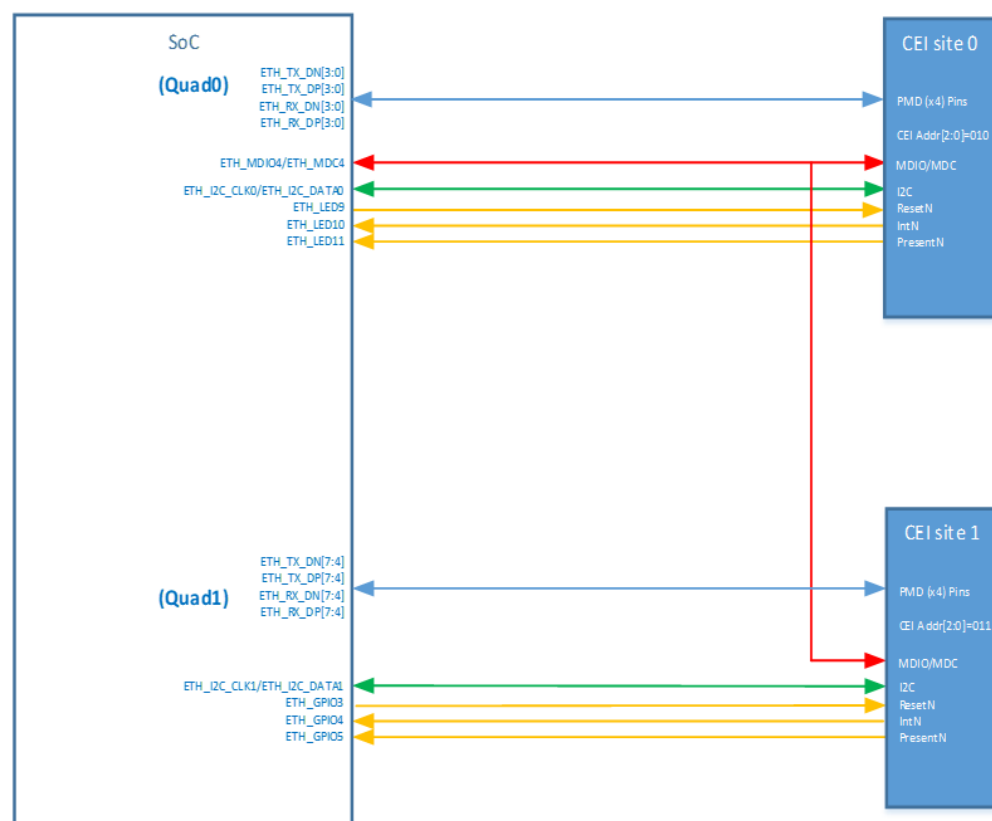 SoC
(Quad0)
ETH_TX_DN[3:0]
ETH_TX_DP[3:0]
ETH_RX_DN[3:0]
ETH_RX_DP[3:0]
ETH_MDIO4/ETH_MDC4
ETH_I2C_CLK0/ETH_I2C_DATA0
ETH_LED9
ETH_LED10
ETH_LED11
CEI site 0
PMD (x4) Pins
CEI Addr[2:0]=010
MDIO/MDC
I2C
ResetN
IntN
PresentN
(Quad1)
ETH_TX_DN[7:4]
ETH_TX_DP[7:4]
ETH_RX_DN[7:4]
ETH_RX_DP[7:4]
ETH_I2C_CLK1/ETH_I2C_DATA1
ETH_GPIO3
ETH_GPIO4
ETH_GPIO5
CEI site 1
PMD (x4) Pins
CEI Addr[2:0]=011
MDIO/MDC
I2C
ResetN
IntN
PresentN